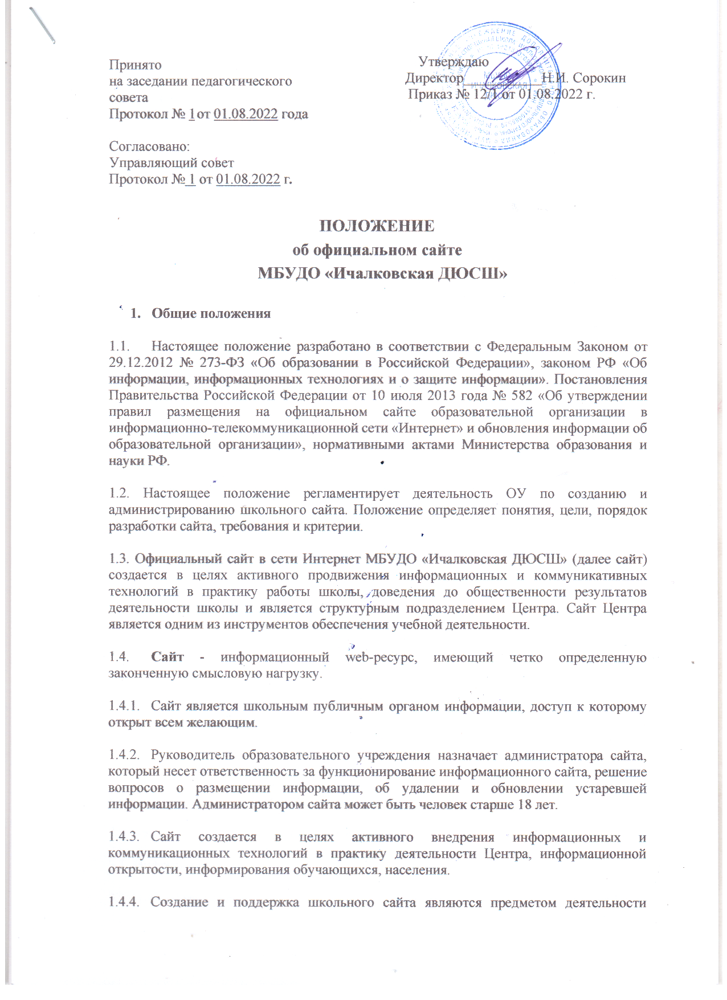 Принято
на заседании педагогического
совета
Протокол № 1 от 01.08.2022 года
Утверждаю
Директор Н.И. Сорокин
Приказ № 12/1 от 01.08.2022 г.
МБУДО
"ИЧАЛКОВСКАЯ
ДЮСШ"
Согласовано:
Управляющий совет
Протокол № 1 от 01.08.2022 г.
ПОЛОЖЕНИЕ
об официальном сайте
МБУДО «Ичалковская ДЮСШ»
1. Общие положения
1.1. Настоящее положение разработано в соответствии с Федеральным Законом от
29.12.2012 № 273-ФЗ «Об образовании в Российской Федерации», законом РФ «Об
информации, информационных технологиях и о защите информации». Постановления
Правительства Российской Федерации от 10 июля 2013 года № 582 «Об утверждении
правил размещения на официальном сайте образовательной организации в
информационно-телекоммуникационной сети «Интернет» и обновления информации об
образовательной организации», нормативными актами Министерства образования и
науки РФ.
1.2. Настоящее положение регламентирует деятельность ОУ по созданию и
администрированию школьного сайта. Положение определяет понятия, цели, порядок
разработки сайта, требования и критерии.
1.3. Официальный сайт в сети Интернет МБУДО «Ичалковская ДЮСШ» (далее сайт)
создается в целях активного продвижения информационных и коммуникативных
технологий в практику работы школы, доведения до общественности результатов
деятельности школы и является структурным подразделением Центра. Сайт Центра
является одним из инструментов обеспечения учебной деятельности.
1.4. Сайт - информационный web-ресурс, имеющий четко определенную
законченную смысловую нагрузку.
1.4.1. Сайт является школьным публичным органом информации, доступ к которому
открыт всем желающим.
1.4.2. Руководитель образовательного учреждения назначает администратора сайта,
который несет ответственность за функционирование информационного сайта, решение
вопросов о размещении информации, об удалении и обновлении устаревшей
информации. Администратором сайта может быть человек старше 18 лет.
1.4.3. Сайт создается в целях активного внедрения информационных и
коммуникационных технологий в практику деятельности Центра, информационной
открытости, информирования обучающихся, населения.
1.4.4. Создание и поддержка школьного сайта являются предметом деятельности